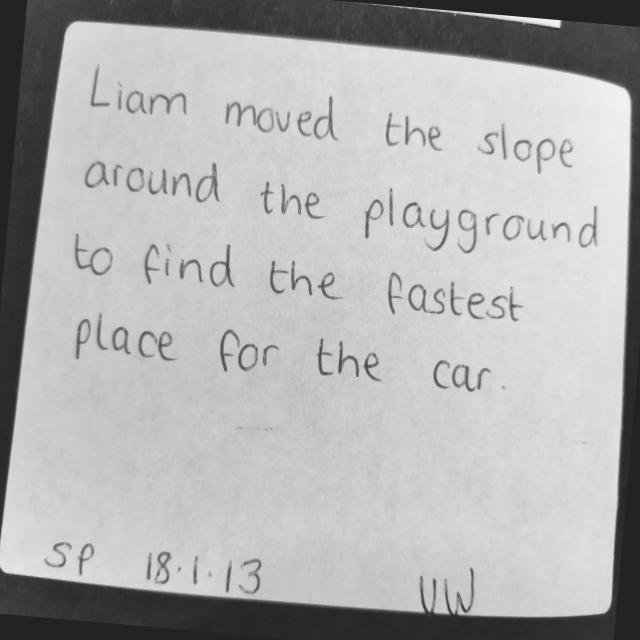 Liam moved the slope
around the playground
to find the fastest
place for the car.
SP 18.1.13 UW